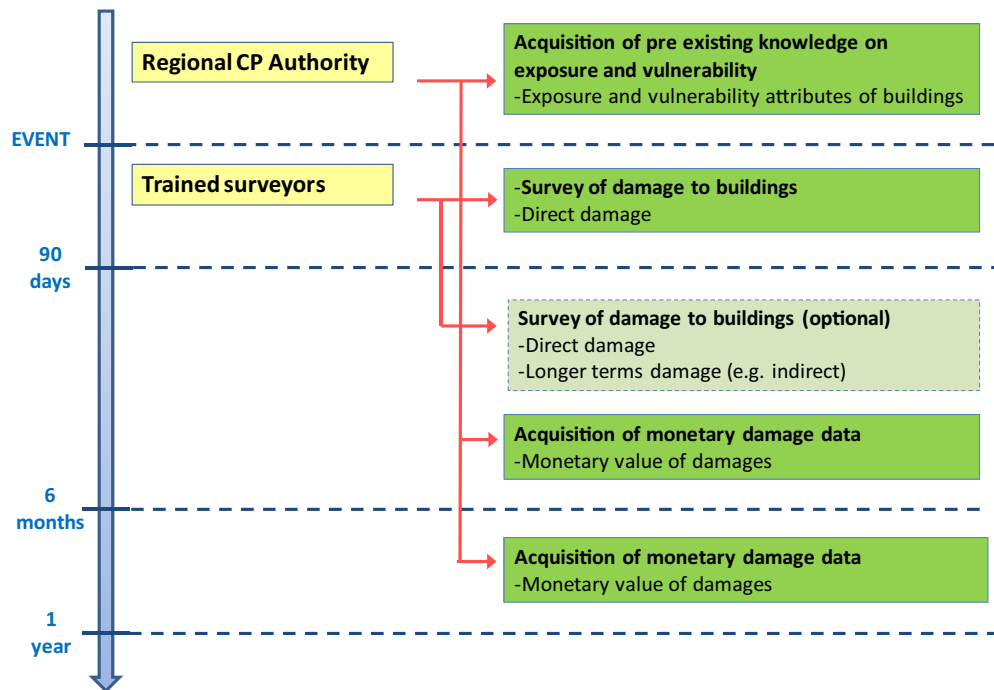 Regional CP Authority
Acquisition of pre existing knowledge on
exposure and vulnerability
-Exposure and vulnerability attributes of buildings
EVENT
Trained surveyors
-Survey of damage to buildings
-Direct damage
90
days
Survey of damage to buildings (optional)
-Direct damage
-Longer terms damage (e.g. indirect)
Acquisition of monetary damage data
-Monetary value of damages
6
months
Acquisition of monetary damage data
-Monetary value of damages
1
year